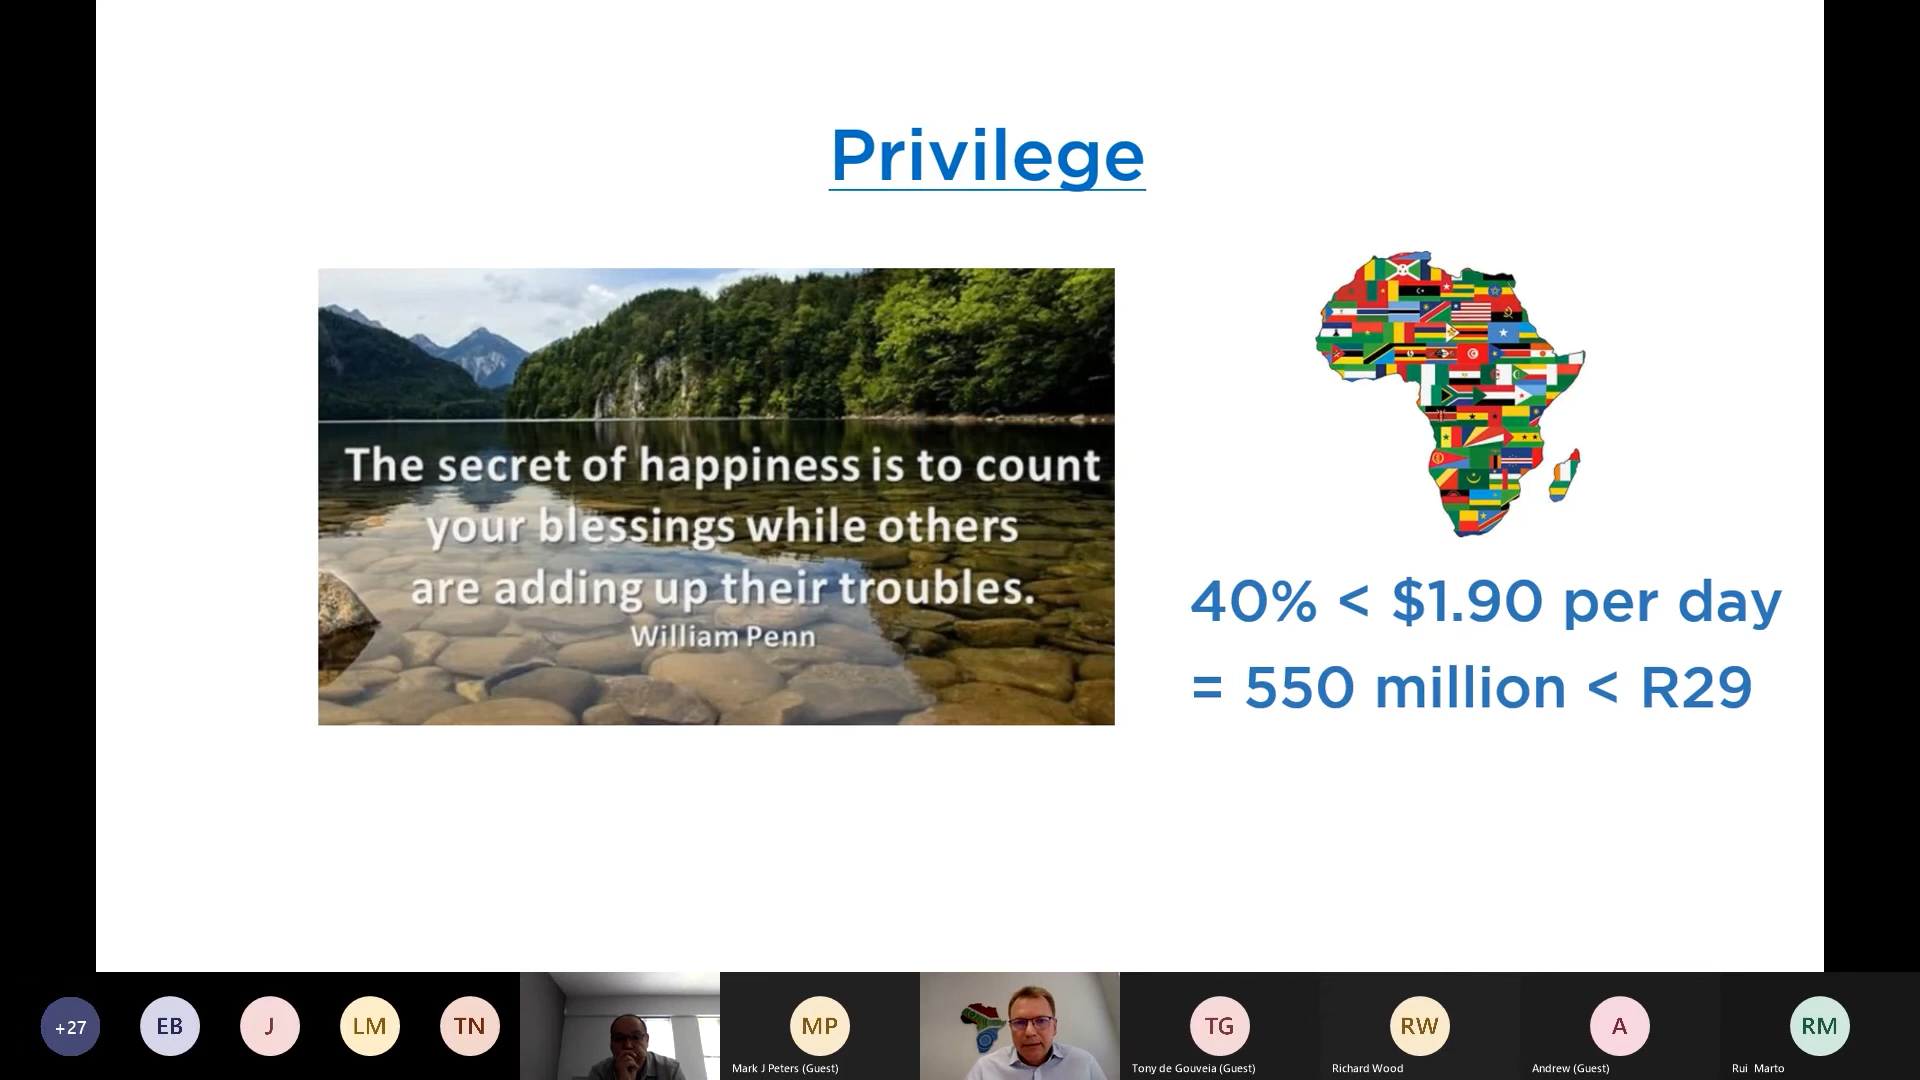 Privilege
The secret of happiness is to count
your blessings while others
are adding up their troubles.
William Penn
40% < $1.90 per day
= 550 million < R29
+27
EB
J
LM
TN
MP
Mark J Peters (Guest)
TG
Tony de Gouveia (Guest)
RW
Richard Wood
A
Andrew (Guest)
RM
Rui Marto